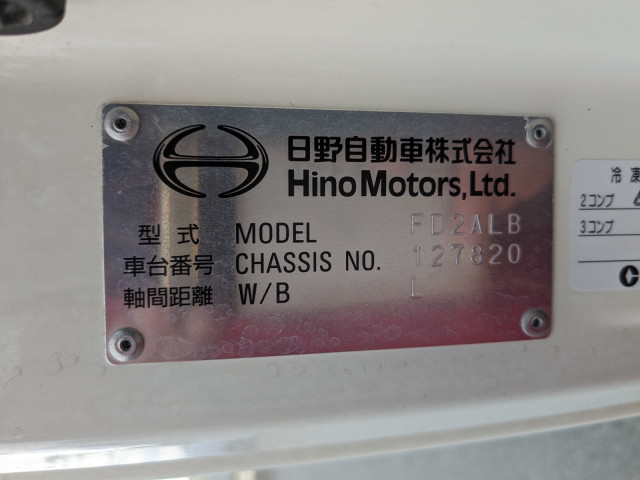 日野自動車株式会社
Hino Motors, Ltd.
型式 MODEL FD2ALB
車台番号 CHASSIS NO. 127820
軸間距離 W/B L
冷凍
2コンプ
3コンプ